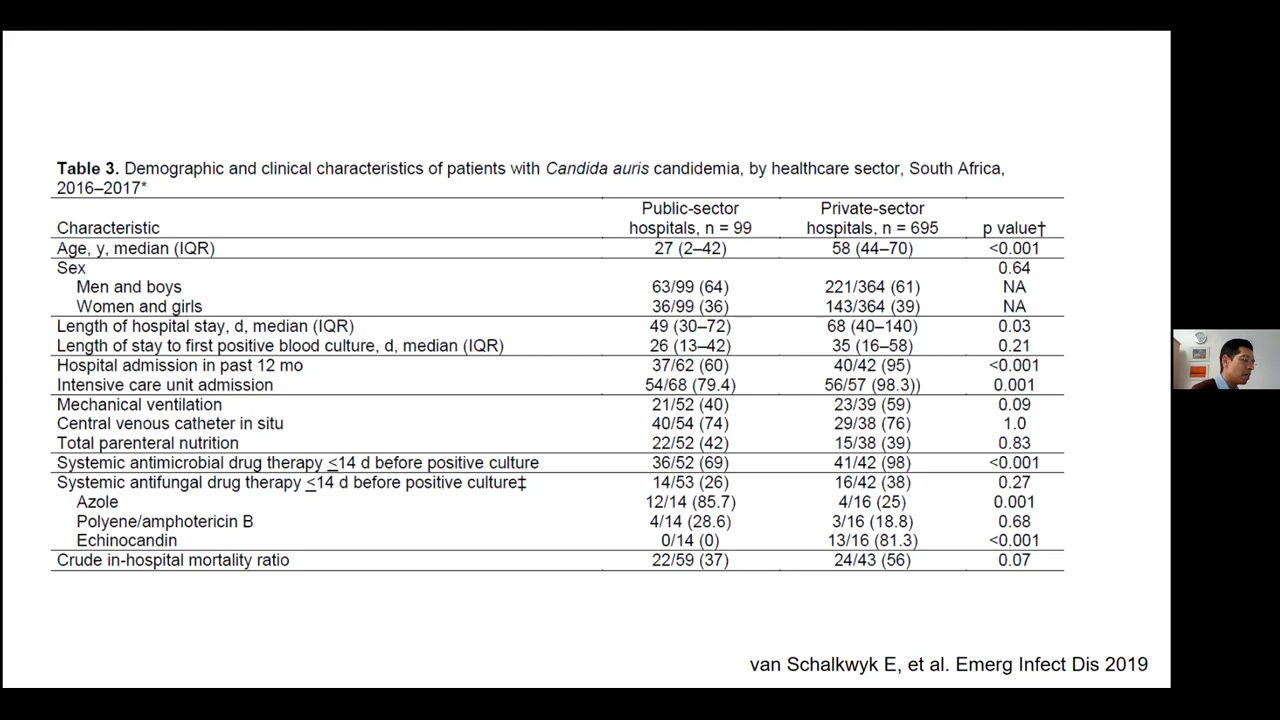 Table 3. Demographic and clinical characteristics of patients with Candida auris candidemia, by healthcare sector, South Africa,
2016–2017*
Public-sector Private-sector
Characteristic hospitals, n = 99 hospitals, n = 695 p value†
Age, y, median (IQR) 27 (2–42) 58 (44–70) <0.001
Sex 0.64
Men and boys 63/99 (64) 221/364 (61) NA
Women and girls 36/99 (36) 143/364 (39) NA
Length of hospital stay, d, median (IQR) 49 (30–72) 68 (40–140) 0.03
Length of stay to first positive blood culture, d, median (IQR) 26 (13–42) 35 (16–58) 0.21
Hospital admission in past 12 mo 37/62 (60) 40/42 (95) <0.001
Intensive care unit admission 54/68 (79.4) 56/57 (98.3)) 0.001
Mechanical ventilation 21/52 (40) 23/39 (59) 0.09
Central venous catheter in situ 40/54 (74) 29/38 (76) 1.0
Total parenteral nutrition 22/52 (42) 15/38 (39) 0.83
Systemic antimicrobial drug therapy ≤14 d before positive culture 36/52 (69) 41/42 (98) <0.001
Systemic antifungal drug therapy ≤14 d before positive culture‡ 14/53 (26) 16/42 (38) 0.27
Azole 12/14 (85.7) 4/16 (25) 0.001
Polyene/amphotericin B 4/14 (28.6) 3/16 (18.8) 0.68
Echinocandin 0/14 (0) 13/16 (81.3) <0.001
Crude in-hospital mortality ratio 22/59 (37) 24/43 (56) 0.07
van Schalkwyk E, et al. Emerg Infect Dis 2019